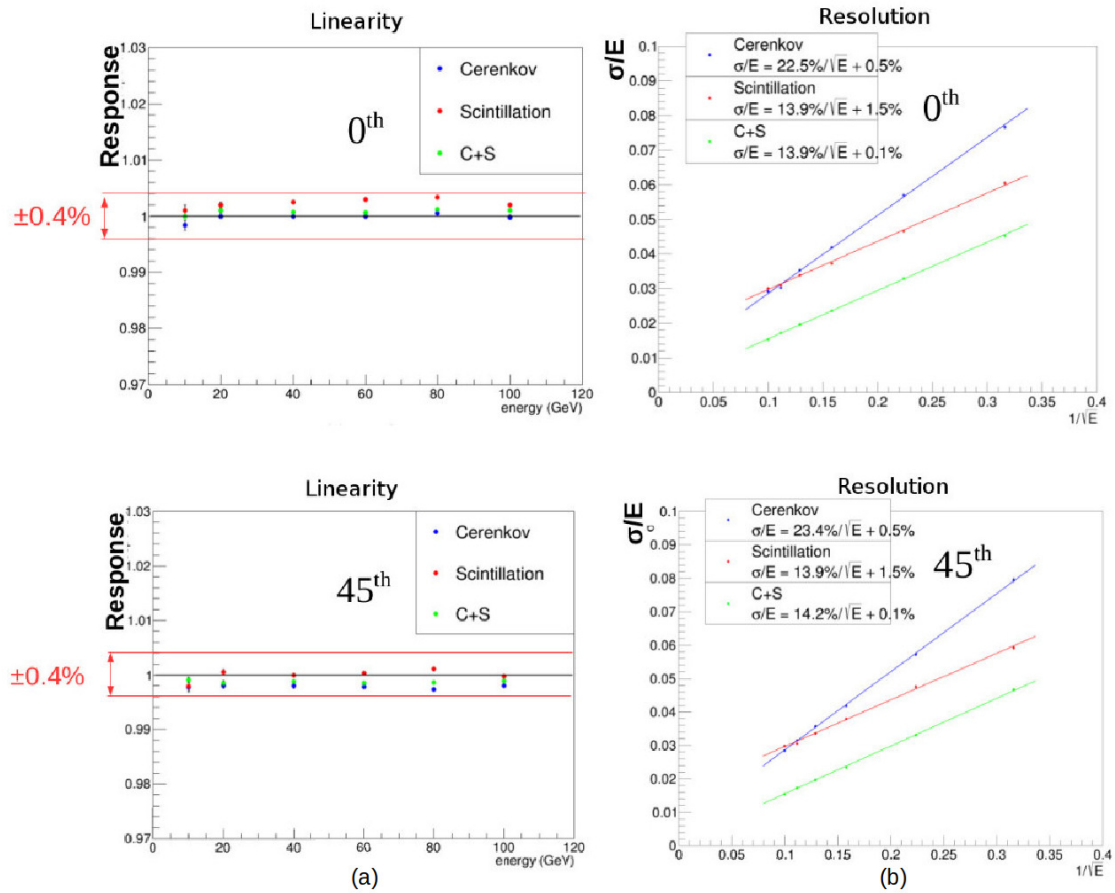 Linearity
Response
1.03
1.02
1.01
1
0.99
0.98
0.97
0 20 40 60 80 100 120
energy (GeV)
Cerenkov
Scintillation
C+S
0th
±0.4%
Resolution
σ/E
0.1
0.09
0.08
0.07
0.06
0.05
0.04
0.03
0.02
0.01
0
0 0.05 0.1 0.15 0.2 0.25 0.3 0.35 0.4
1/√E
Cerenkov
σ/E = 22.5%/√E + 0.5%
Scintillation
σ/E = 13.9%/√E + 1.5%
C+S
σ/E = 13.9%/√E + 0.1%
0th
Linearity
Response
1.03
1.02
1.01
1
0.99
0.98
0.97
0 20 40 60 80 100 120
energy (GeV)
Cerenkov
Scintillation
C+S
45th
±0.4%
(a)
Resolution
σ/E
σ
0.1
0.09
0.08
0.07
0.06
0.05
0.04
0.03
0.02
0.01
0
0 0.05 0.1 0.15 0.2 0.25 0.3 0.35 0.4
1/√E
Cerenkov
σ/E = 23.4%/√E + 0.5%
Scintillation
σ/E = 13.9%/√E + 1.5%
C+S
σ/E = 14.2%/√E + 0.1%
45th
(b)